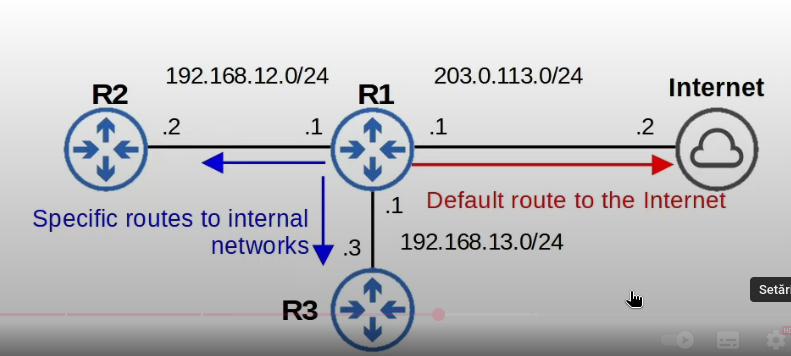 192.168.12.0/24
203.0.113.0/24
Internet
R2
R1
.2
.1
.1
.2
Specific routes to internal
networks
.1
Default route to the Internet
192.168.13.0/24
.3
R3
Setări
HD